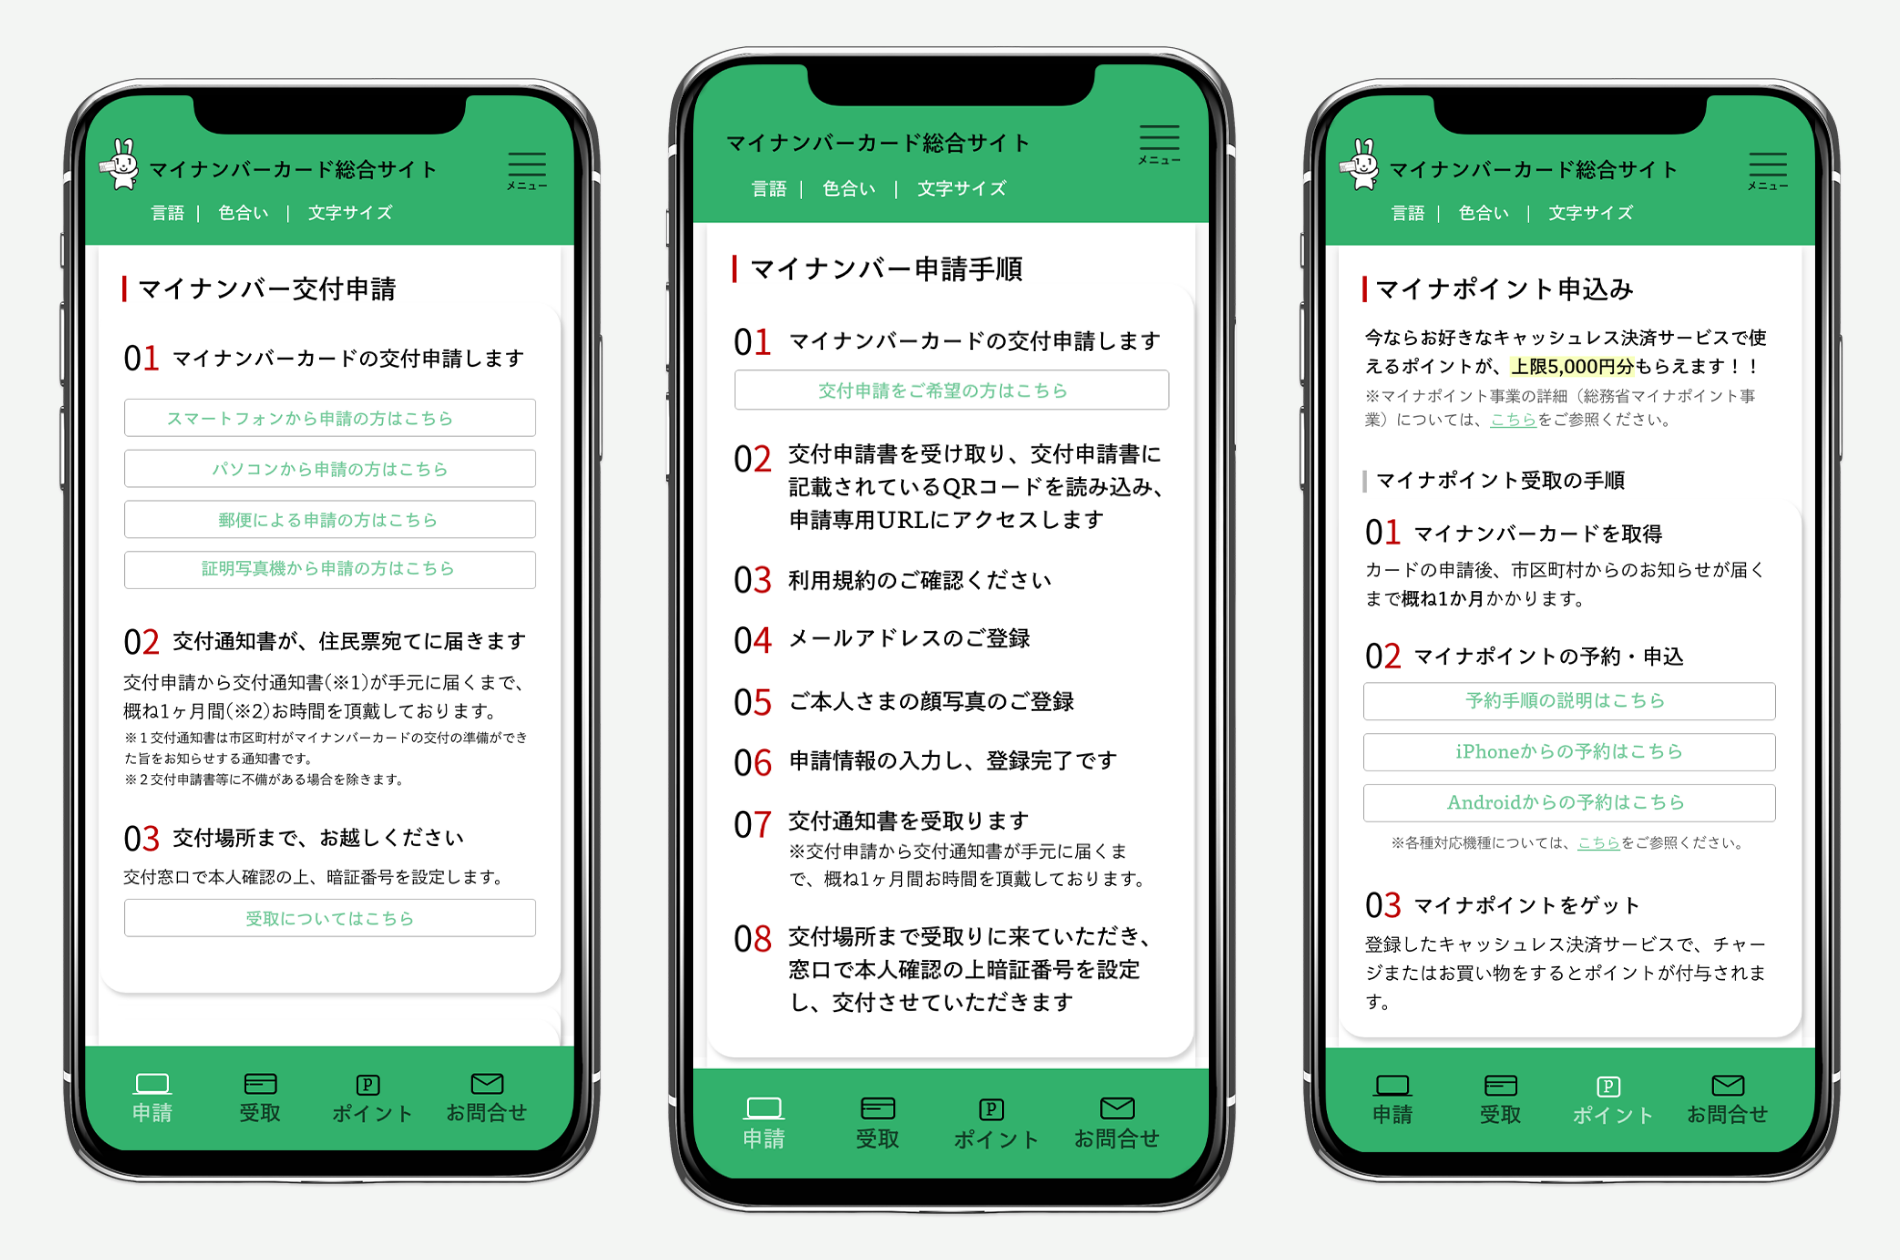 マイナンバーカード総合サイト
メニュー
言語 | 色合い | 文字サイズ
マイナンバー交付申請
01 マイナンバーカードの交付申請します
スマートフォンから申請の方はこちら
パソコンから申請の方はこちら
郵便による申請の方はこちら
証明写真機から申請の方はこちら
02 交付通知書が、住民票宛てに届きます
交付申請から交付通知書(※1)が手元に届くまで、
概ね1ヶ月間(※2)お時間を頂戴しております。
※１交付通知書は市区町村がマイナンバーカードの交付の準備ができ
た旨をお知らせする通知書です。
※２交付申請書等に不備がある場合を除きます。
03 交付場所まで、お越しください
交付窓口で本人確認の上、暗証番号を設定します。
受取についてはこちら
申請 受取 ポイント お問合せ
マイナンバーカード総合サイト
メニュー
言語 | 色合い | 文字サイズ
マイナンバー申請手順
01 マイナンバーカードの交付申請します
交付申請をご希望の方はこちら
02 交付申請書を受け取り、交付申請書に
記載されているQRコードを読み込み、
申請専用URLにアクセスします
03 利用規約のご確認ください
04 メールアドレスのご登録
05 ご本人さまの顔写真のご登録
06 申請情報の入力し、登録完了です
07 交付通知書を受取ります
※交付申請から交付通知書が手元に届くま
で、概ね1ヶ月間お時間を頂戴しております。
08 交付場所まで受取りに来ていただき、
窓口で本人確認の上暗証番号を設定
し、交付させていただきます
申請 受取 P ポイント お問合せ
マイナンバーカード総合サイト
メニュー
言語 | 色合い | 文字サイズ
マイナポイント申込み
今ならお好きなキャッシュレス決済サービスで使
えるポイントが、上限5,000円分もらえます！！
※マイナポイント事業の詳細（総務省マイナポイント事
業）については、こちらをご参照ください。
マイナポイント受取の手順
01 マイナンバーカードを取得
カードの申請後、市区町村からのお知らせが届く
まで概ね1か月かかります。
02 マイナポイントの予約・申込
予約手順の説明はこちら
iPhoneからの予約はこちら
Androidからの予約はこちら
※各種対応機種については、こちらをご参照ください。
03 マイナポイントをゲット
登録したキャッシュレス決済サービスで、チャー
ジまたはお買い物をするとポイントが付与されま
す。
申請 受取 P ポイント お問合せ